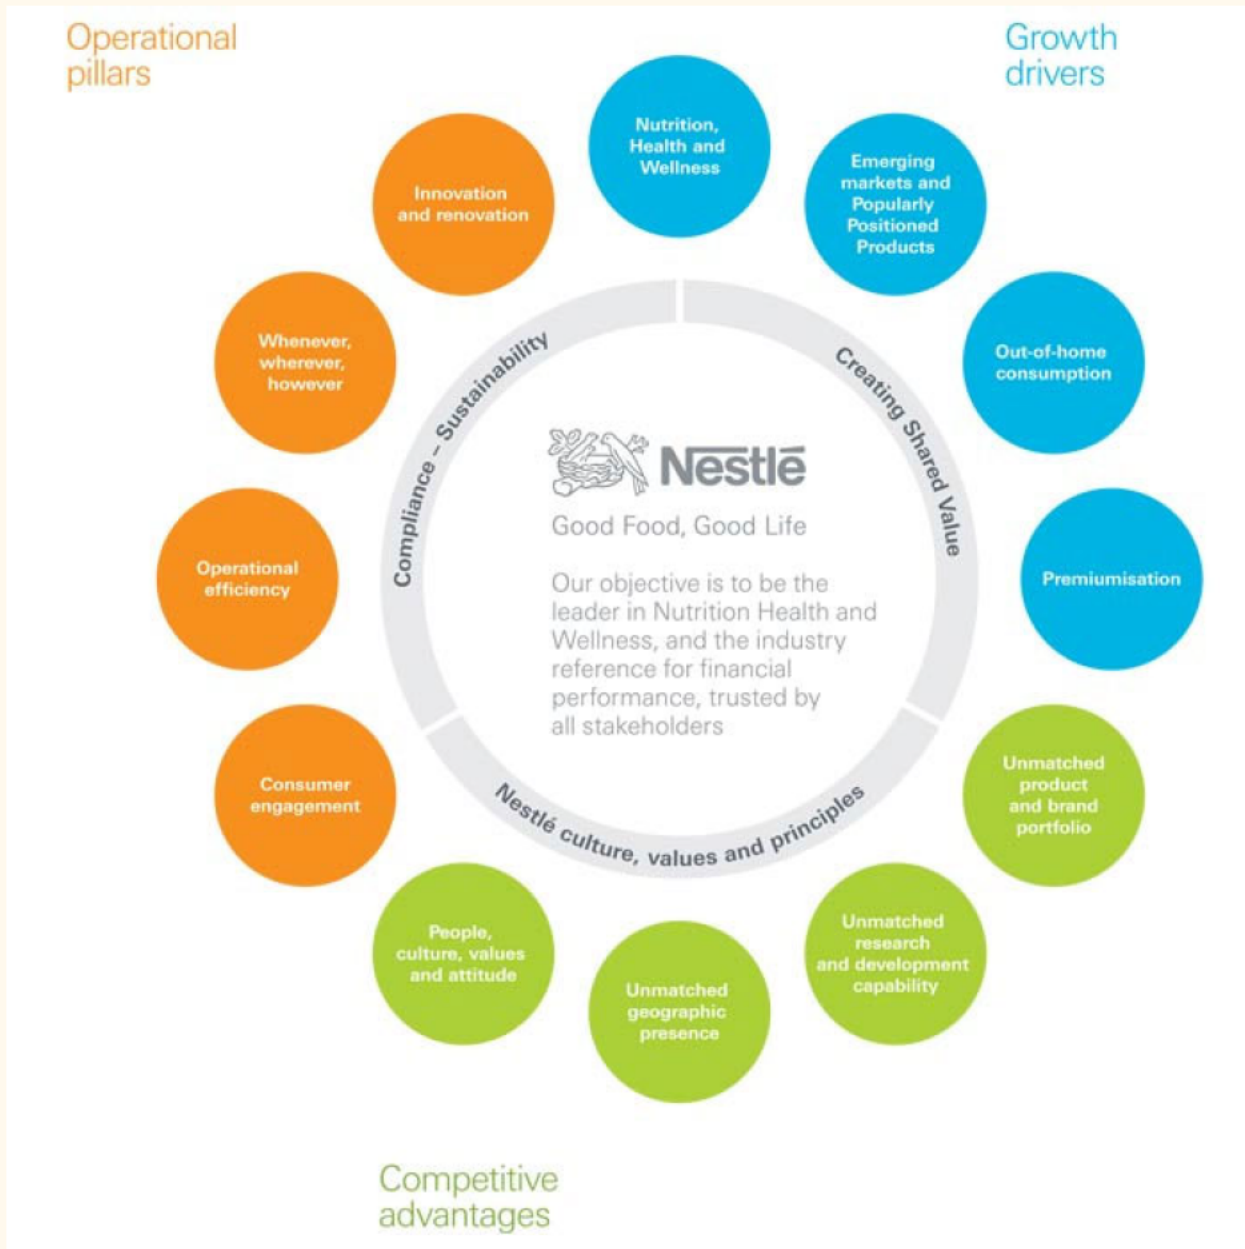 Operational
pillars
Growth
drivers
Nutrition,
Health and
Wellness
Emerging
markets and
Popularly
Positioned
Products
Out-of-home
consumption
Premiumisation
Unmatched
product
and brand
portfolio
Unmatched
research
and development
capability
Unmatched
geographic
presence
People,
culture, values
and attitude
Consumer
engagement
Operational
efficiency
Whenever,
wherever,
however
Innovation
and renovation
Compliance – Sustainability
Creating Shared Value
Nestlé culture, values and principles
Nestlé
Good Food, Good Life
Our objective is to be the
leader in Nutrition Health and
Wellness, and the industry
reference for financial
performance, trusted by
all stakeholders
Competitive
advantages